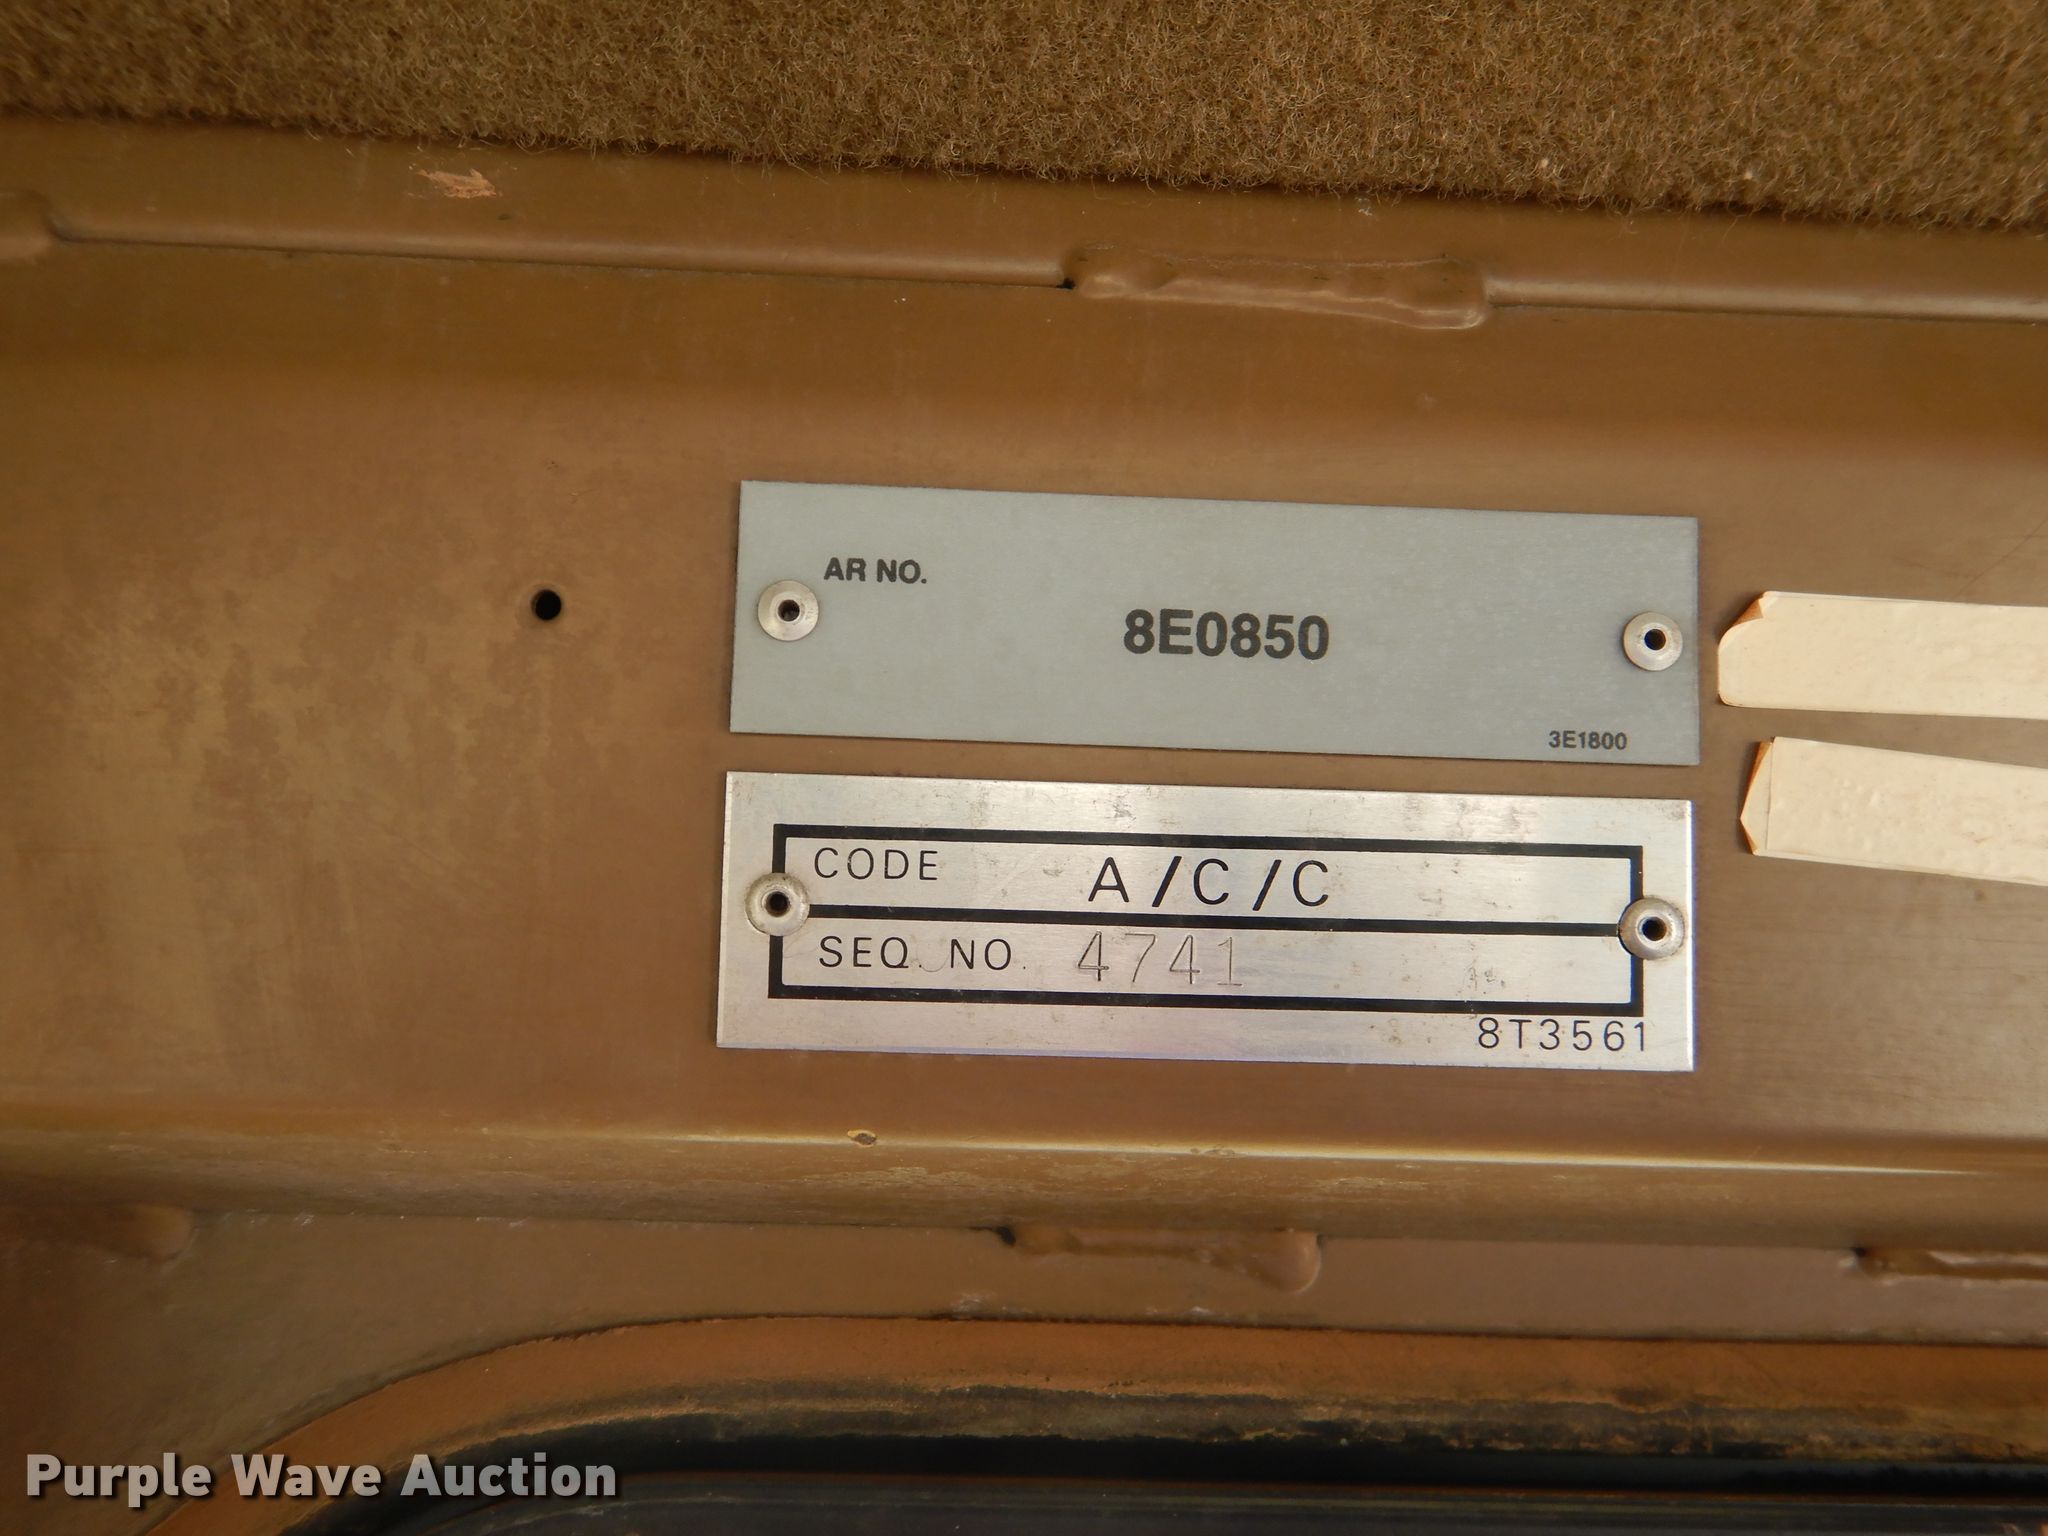 AR NO.
8E0850
3E1800
CODE A/C/C
SEQ. NO. 4741
8T3561
Purple Wave Auction